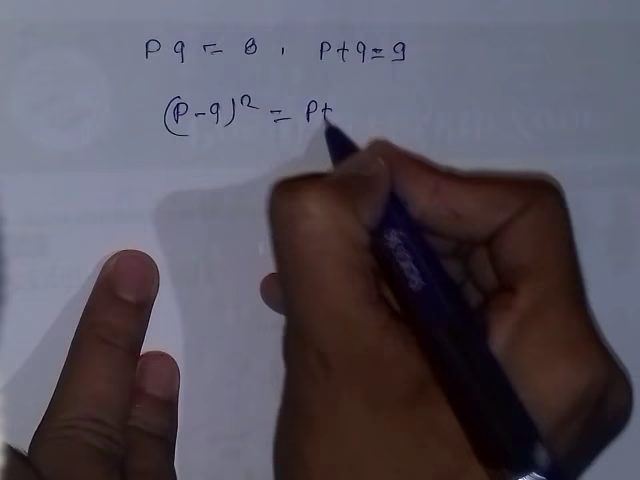 pq = 8, p+q=9
(p-q)² = p+